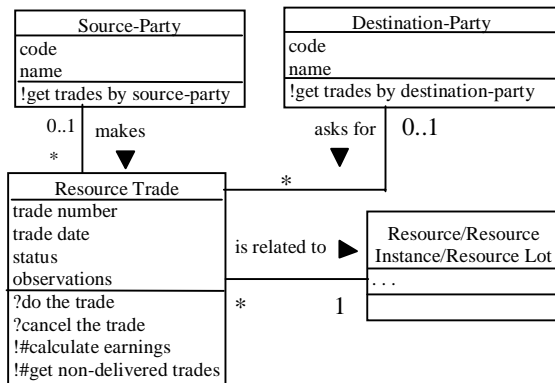 Source-Party
code
name
!get trades by source-party
Destination-Party
code
name
!get trades by destination-party
0..1
makes
*
asks for
0..1
*
Resource Trade
trade number
trade date
status
observations
?do the trade
?cancel the trade
!#calculate earnings
!#get non-delivered trades
is related to
*
1
Resource/Resource
Instance/Resource Lot
. . .